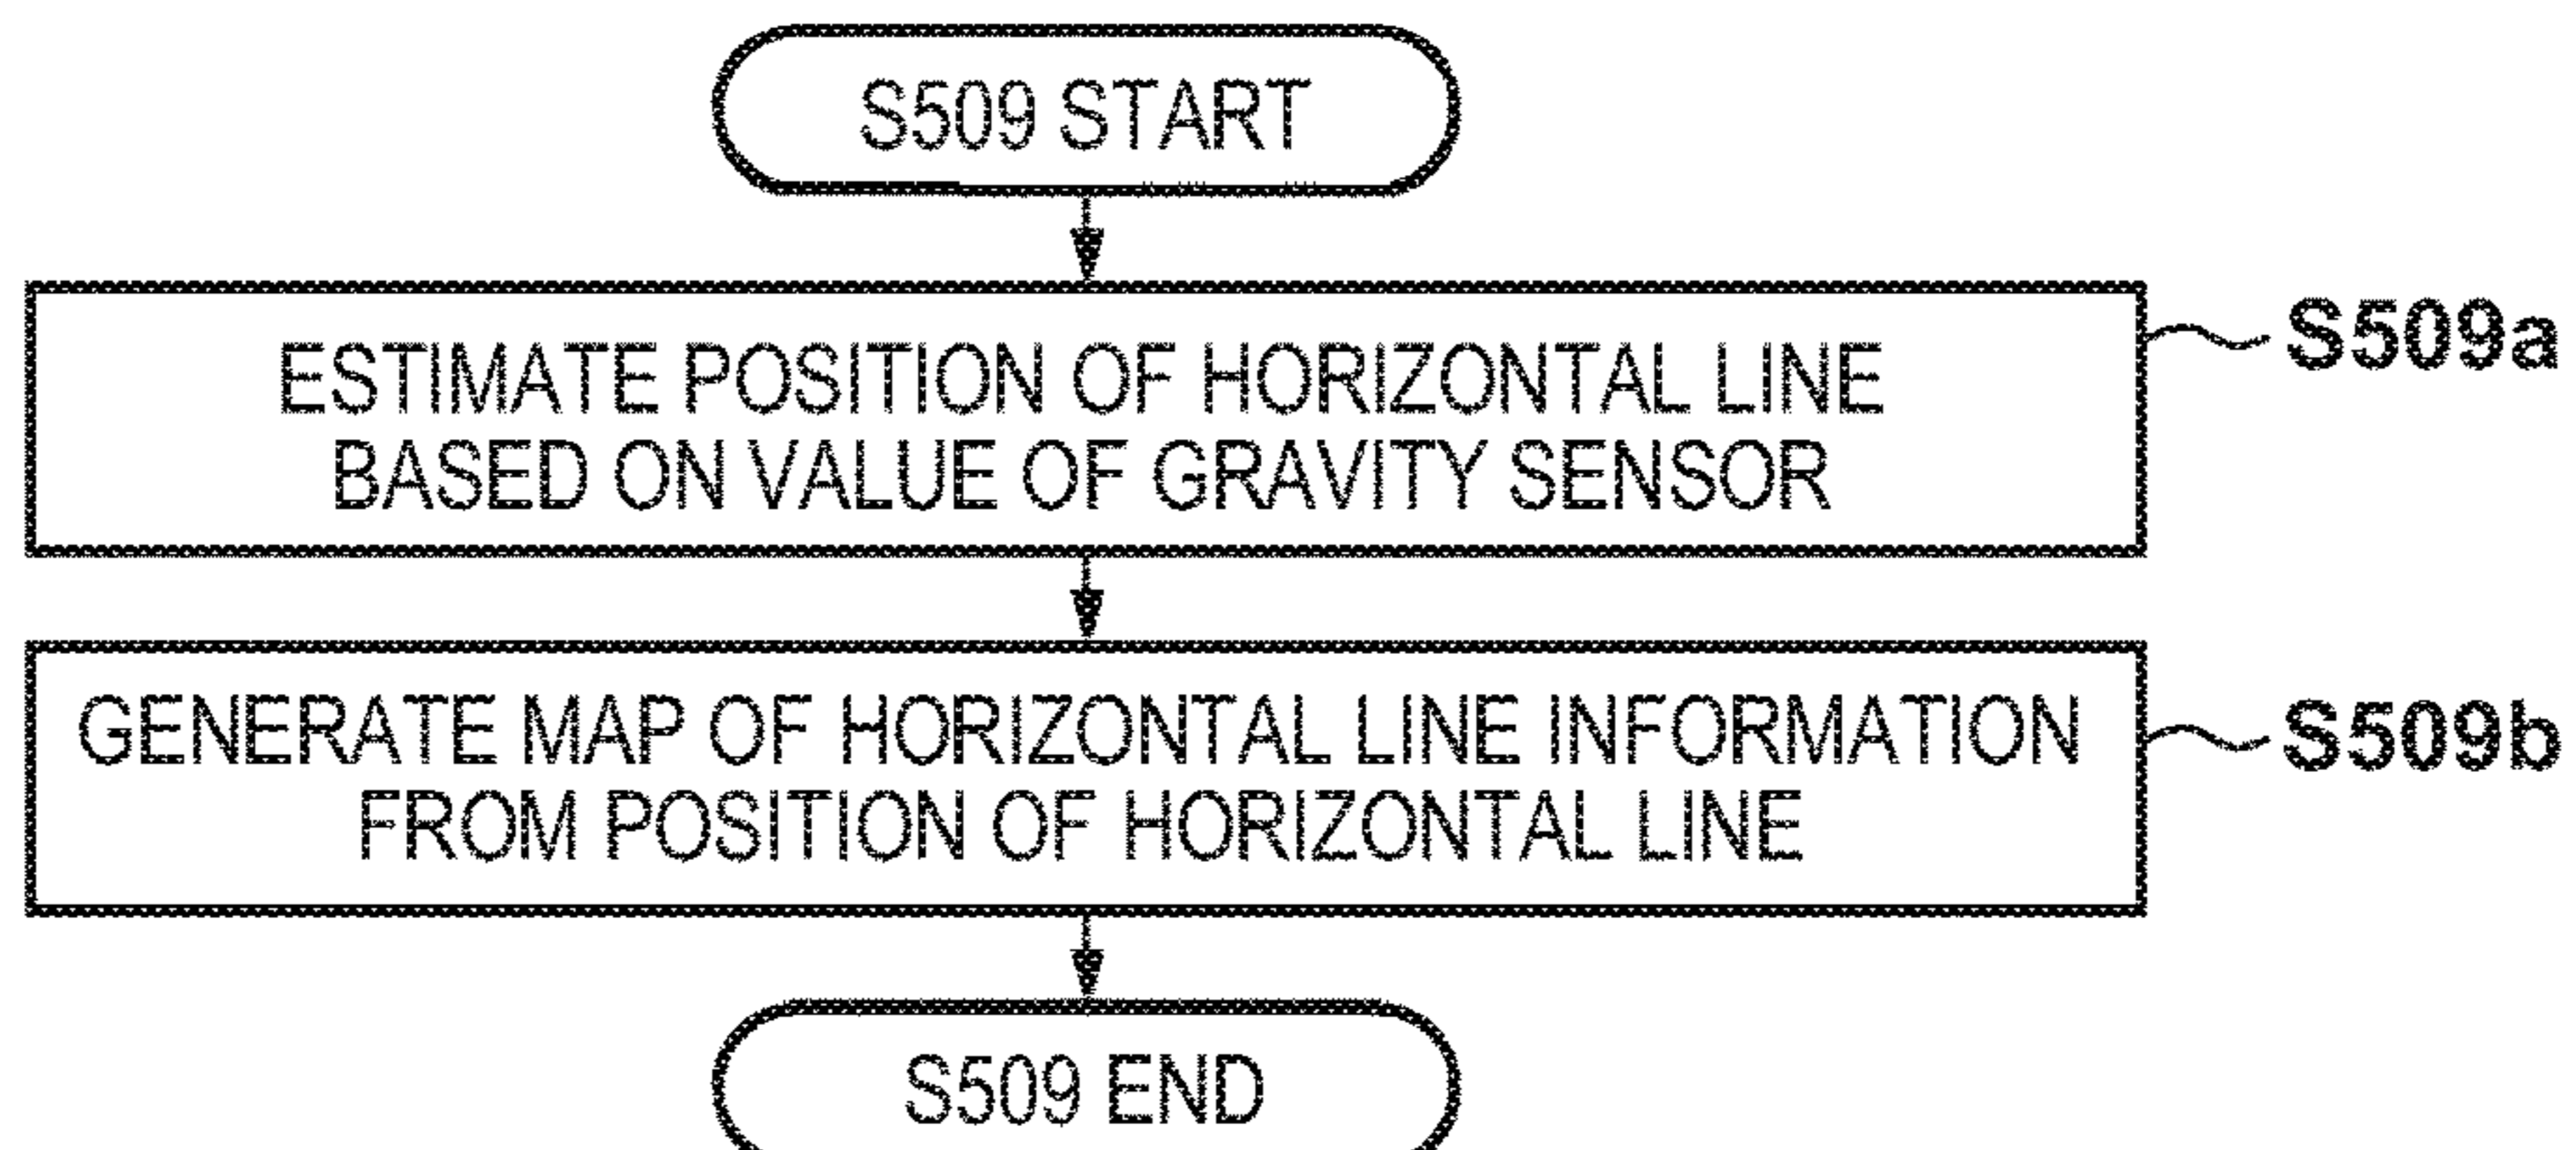 S509 START
ESTIMATE POSITION OF HORIZONTAL LINE
BASED ON VALUE OF GRAVITY SENSOR
S509a
GENERATE MAP OF HORIZONTAL LINE INFORMATION
FROM POSITION OF HORIZONTAL LINE
S509b
S509 END